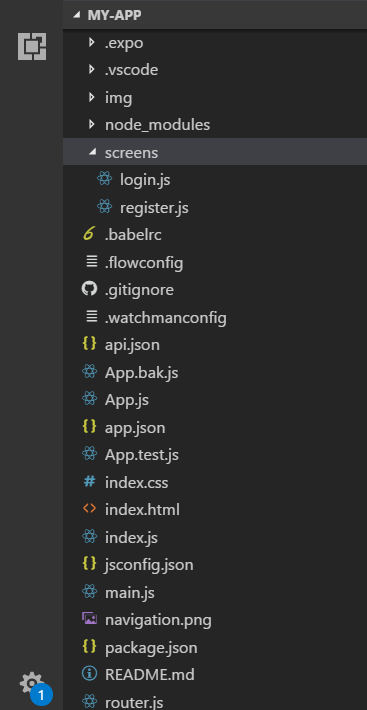 MY-APP
.expo
.vscode
img
node_modules
screens
login.js
register.js
.babelrc
.flowconfig
.gitignore
.watchmanconfig
api.json
App.bak.js
App.js
app.json
App.test.js
index.css
index.html
index.js
jsconfig.json
main.js
navigation.png
package.json
README.md
router.js
1